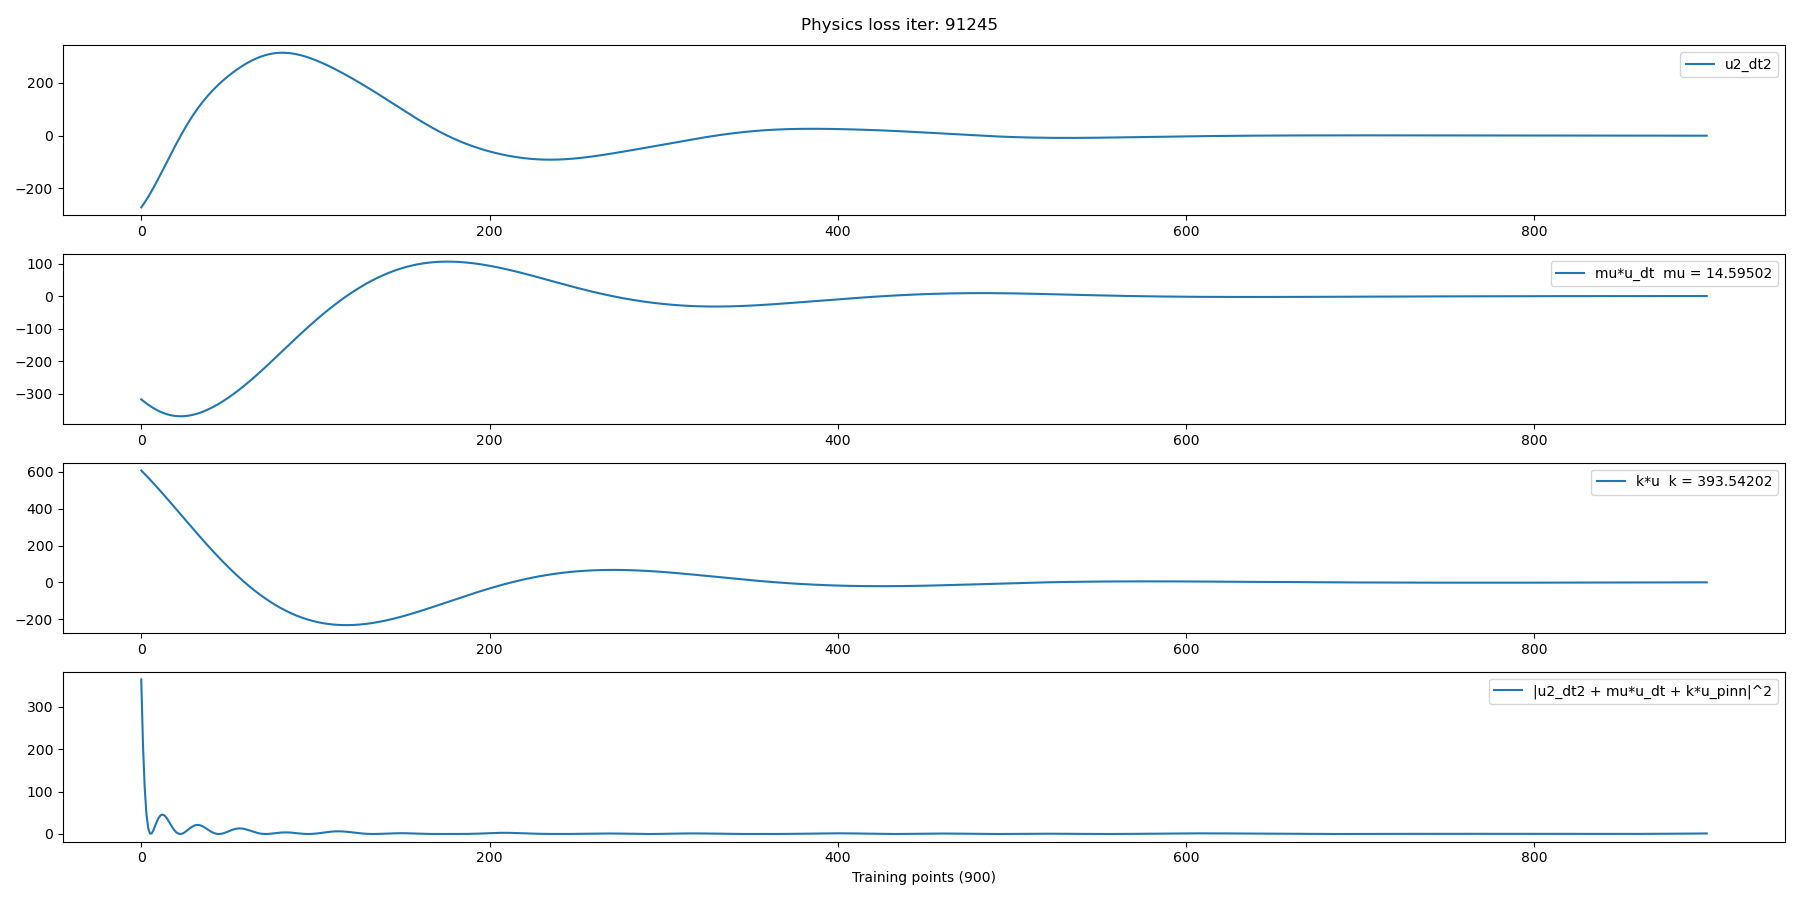 Physics loss iter: 91245
200
0
−200
u2_dt2
0 200 400 600 800
100
0
−100
−200
−300
mu*u_dt  mu = 14.59502
0 200 400 600 800
600
400
200
0
−200
k*u  k = 393.54202
0 200 400 600 800
300
200
100
0
|u2_dt2 + mu*u_dt + k*u_pinn|^2
0 200 400 600 800
Training points (900)